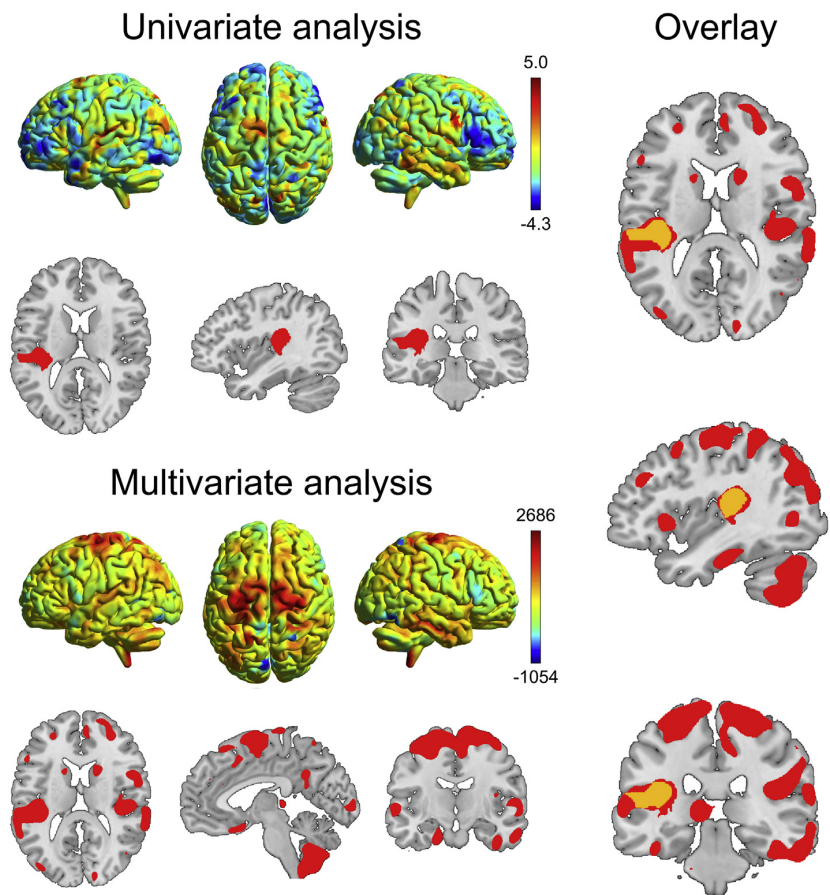 Univariate analysis
Overlay
5.0
-4.3
Multivariate analysis
2686
-1054